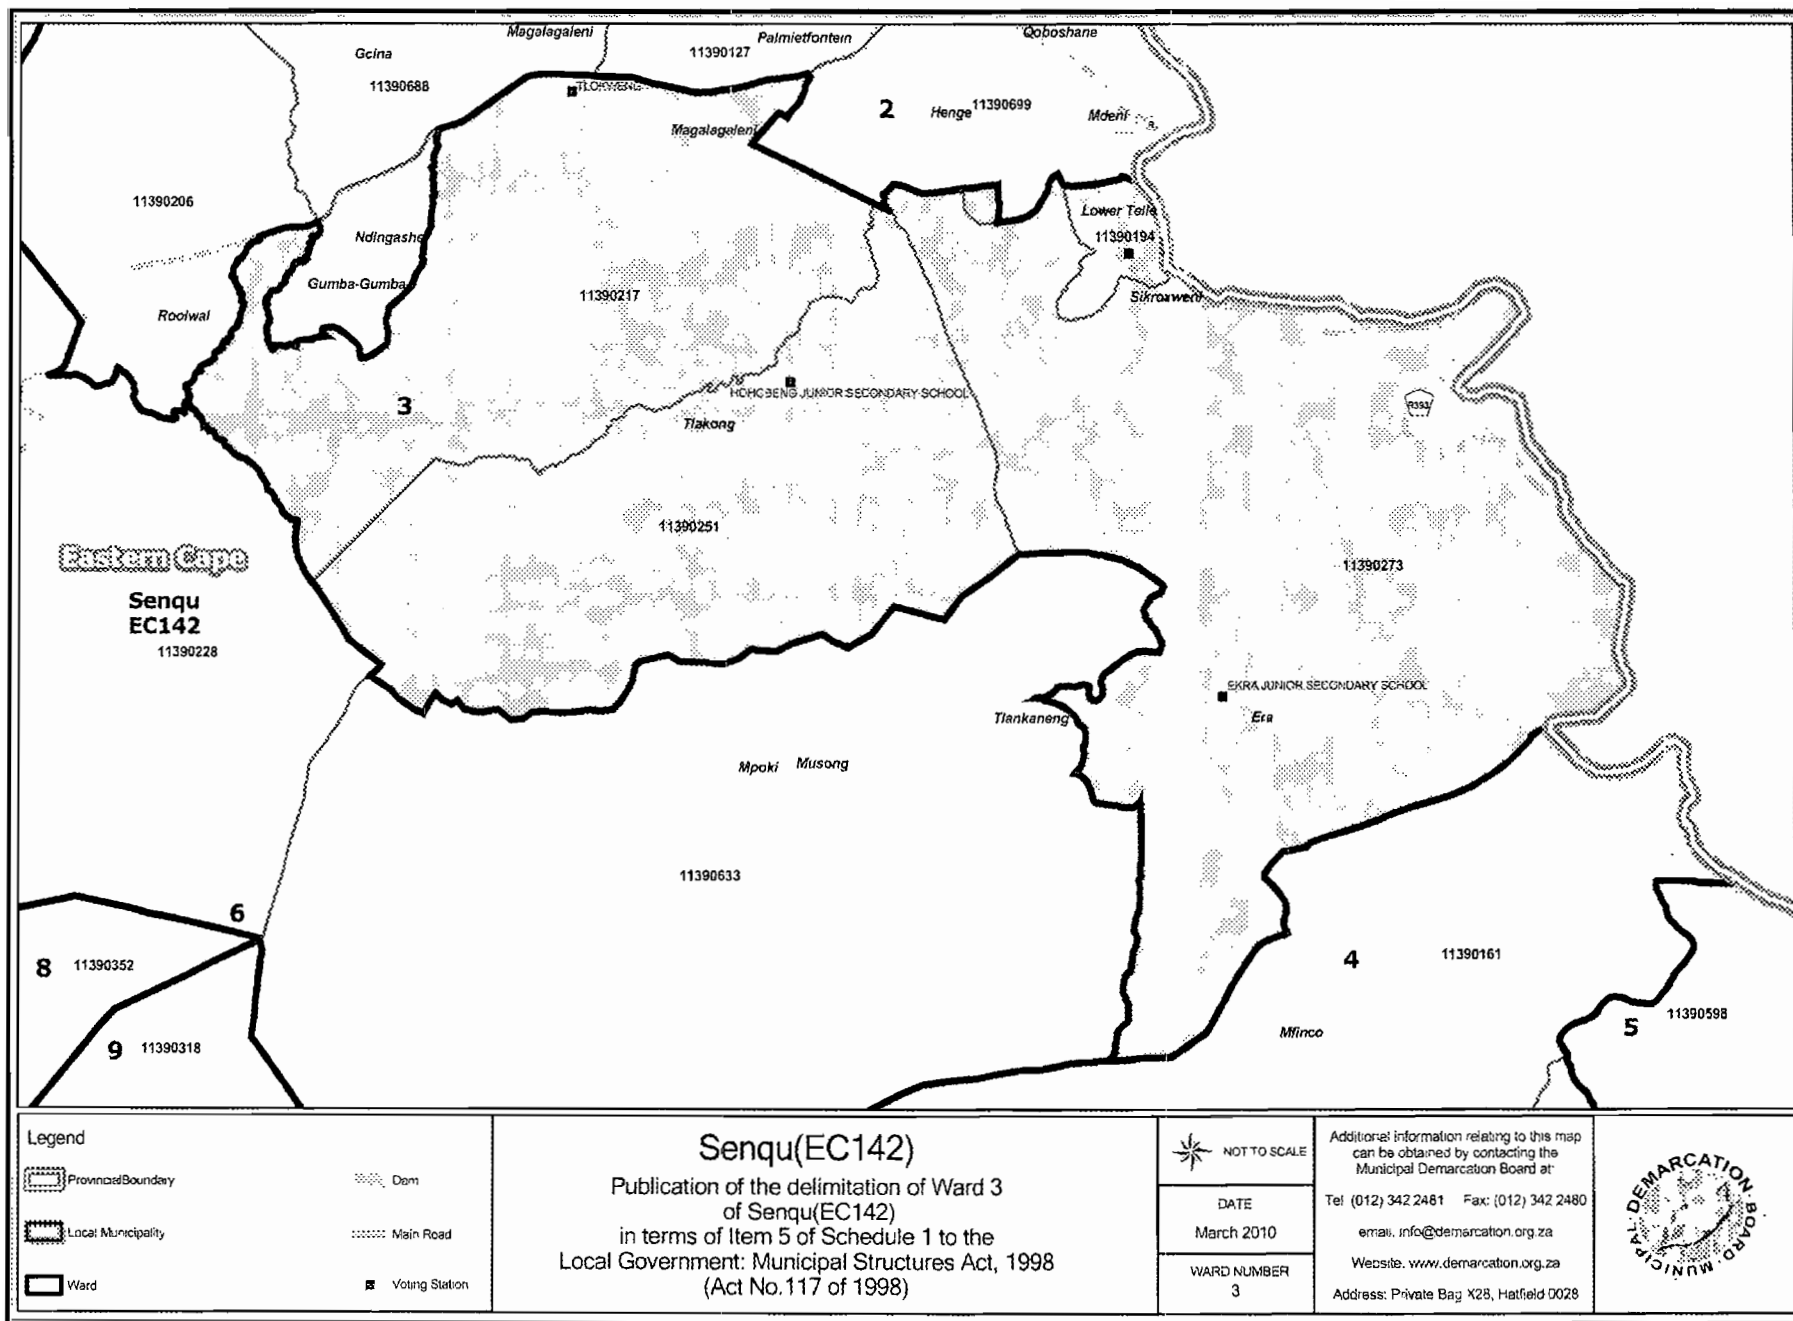 Magalagaleni
Palmietfontein
Qoboshane
Gcina
11390127
11390688
TLOKWENG
2
Henge
11390699
Mdeni
Magalagaleni
11390206
Lower Telle
Ndingashe
11390194
Gumba-Gumba
11390217
Sikroxweni
Rooiwal
HOHOBENG JUNIOR SECONDARY SCHOOL
3
R393
Tlakong
11390251
Eastern Cape
11390273
Senqu
EC142
11390228
EKRA JUNIOR SECONDARY SCHOOL
Tlankaneng
Era
Mpoki
Musong
11390633
6
8
11390352
4
11390161
11390598
5
9
11390318
Mfinco
Legend
Provincial Boundary
Dam
Local Municipality
Main Road
Ward
Voting Station
Senqu(EC142)
Publication of the delimitation of Ward 3
of Senqu(EC142)
in terms of Item 5 of Schedule 1 to the
Local Government: Municipal Structures Act, 1998
(Act No.117 of 1998)
NOT TO SCALE
DATE
March 2010
WARD NUMBER
3
Additional information relating to this map
can be obtained by contacting the
Municipal Demarcation Board at:
Tel (012) 342 2481 Fax: (012) 342 2480
email. info@demarcation.org.za
Website. www.demarcation.org.za
Address: Private Bag X28, Hatfield 0028
MUNICIPAL · DEMARCATION · BOARD